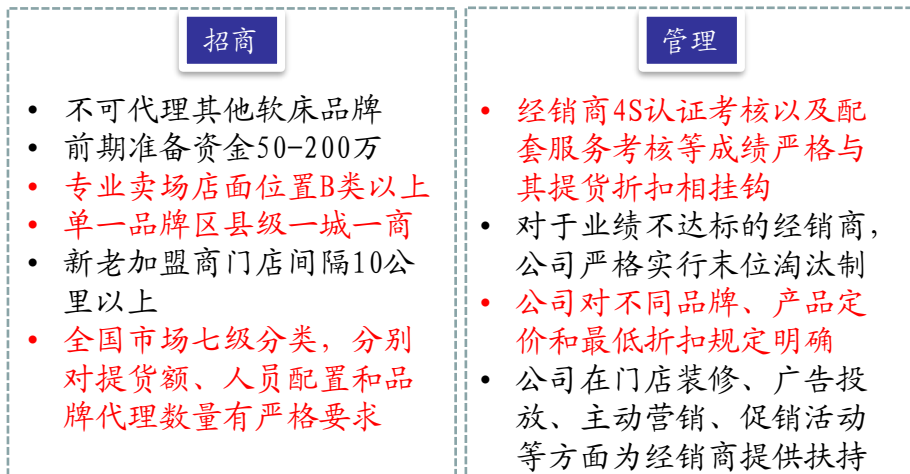 招商
• 不可代理其他软床品牌
• 前期准备资金50-200万
• 专业卖场店面位置B类以上
• 单一品牌区县级一城一商
• 新老加盟商门店间隔10公
里以上
• 全国市场七级分类，分别
对提货额、人员配置和品
牌代理数量有严格要求
管理
• 经销商4S认证考核以及配
套服务考核等成绩严格与
其提货折扣相挂钩
• 对于业绩不达标的经销商，
公司严格实行末位淘汰制
• 公司对不同品牌、产品定
价和最低折扣规定明确
• 公司在门店装修、广告投
放、主动营销、促销活动
等方面为经销商提供扶持